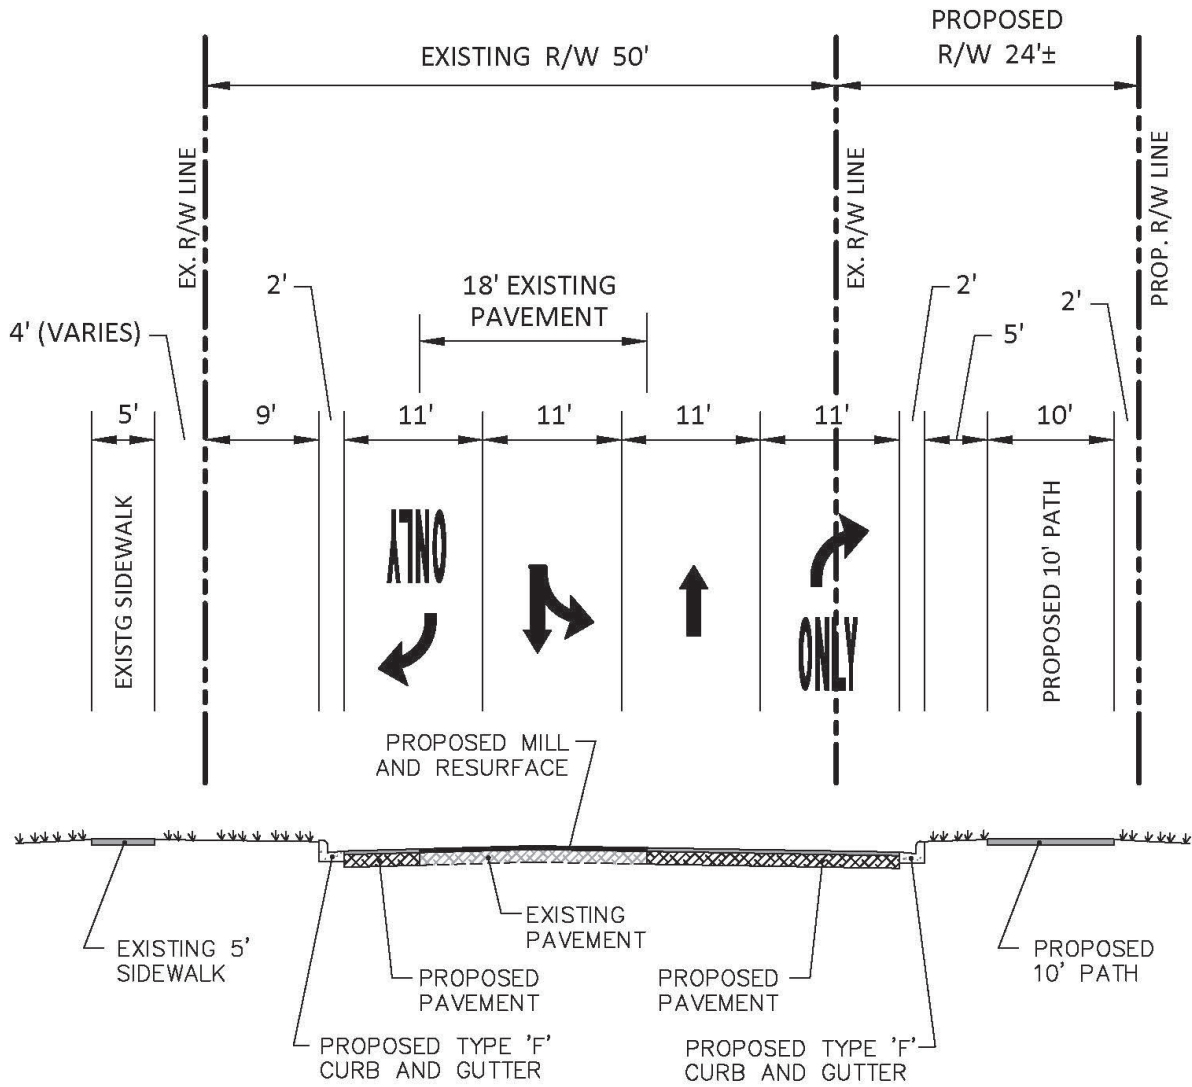 PROPOSED
R/W 24'±
EXISTING R/W 50'
EX. R/W LINE
EX. R/W LINE
PROP. R/W LINE
2'
18' EXISTING
PAVEMENT
2'
2'
4' (VARIES)
5'
5'
9'
11'
11'
11'
11'
10'
EXISTG SIDEWALK
ONLY
ONLY
PROPOSED 10' PATH
PROPOSED MILL
AND RESURFACE
EXISTING
PAVEMENT
EXISTING 5'
SIDEWALK
PROPOSED
PAVEMENT
PROPOSED
PAVEMENT
PROPOSED
10' PATH
PROPOSED TYPE 'F'
CURB AND GUTTER
PROPOSED TYPE 'F'
CURB AND GUTTER